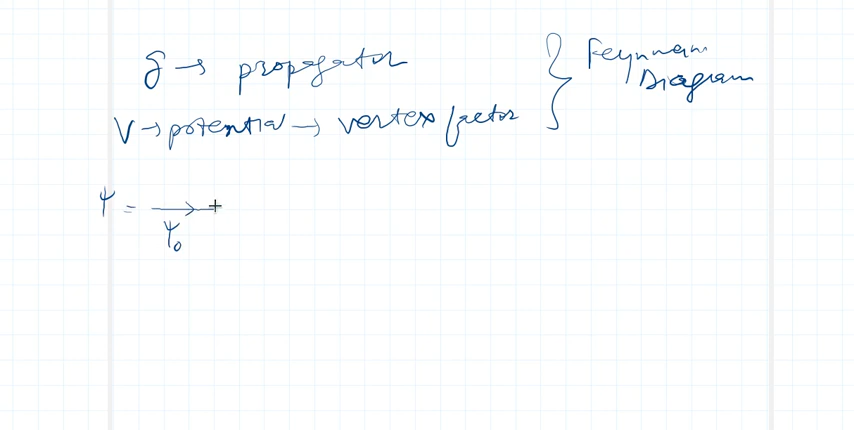 g → propagator
V → potential → vertex factor
Feynman
Diagram
ψ =
ψ₀